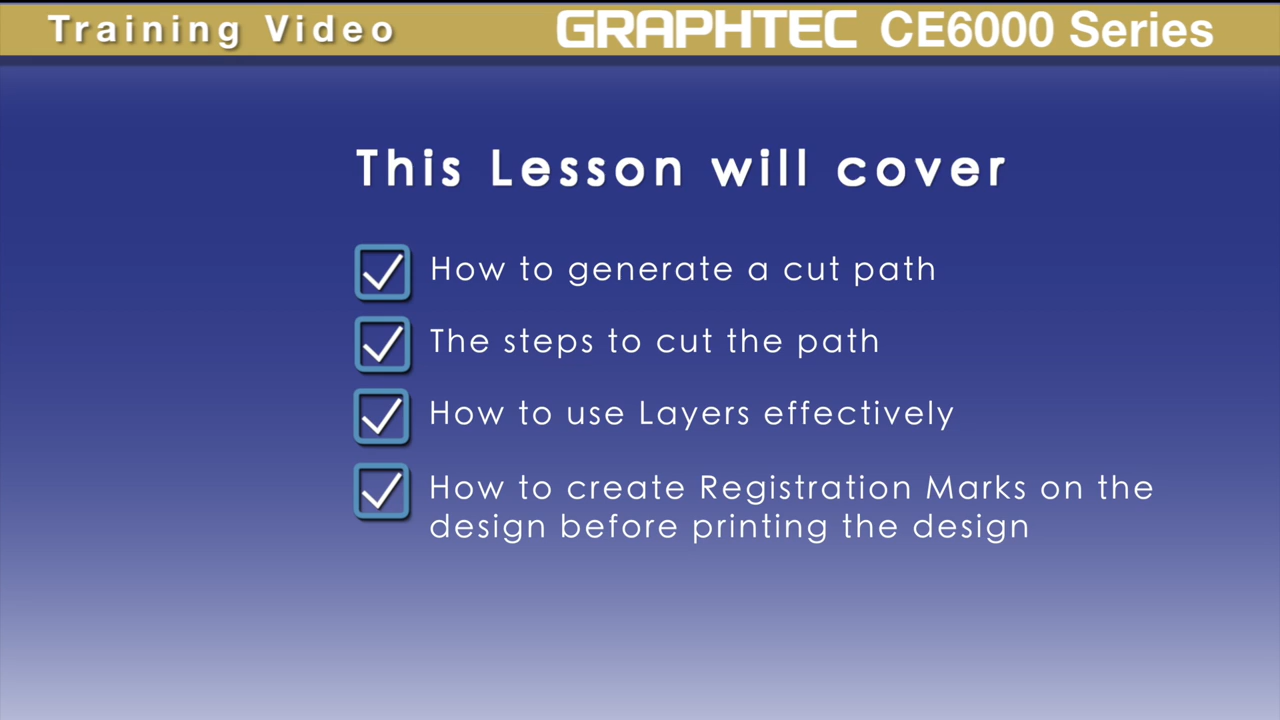 Training Video
GRAPHTEC CE6000 Series
This Lesson will cover
How to generate a cut path
The steps to cut the path
How to use Layers effectively
How to create Registration Marks on the
design before printing the design